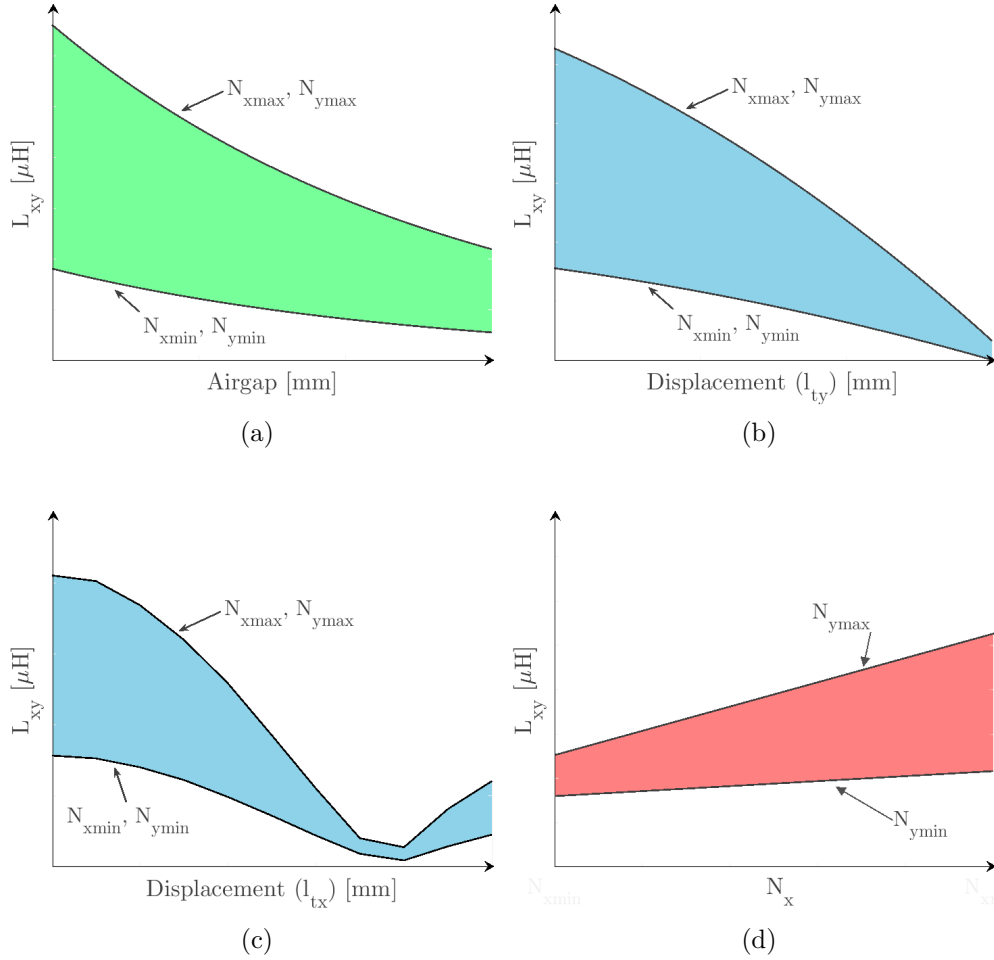 N_xmax, N_ymax
L_xy [μH]
N_xmin, N_ymin
Airgap [mm]
(a)
N_xmax, N_ymax
L_xy [μH]
N_xmin, N_ymin
Displacement (l_ty) [mm]
(b)
N_xmax, N_ymax
L_xy [μH]
N_xmin, N_ymin
Displacement (l_tx) [mm]
(c)
N_ymax
L_xy [μH]
N_ymin
N_xmin
N_x
(d)